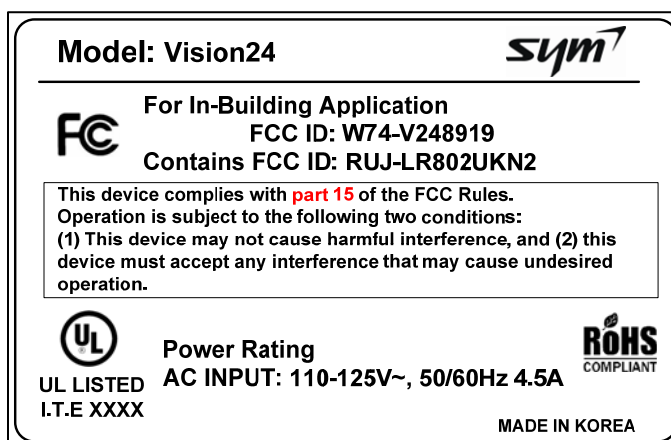 Model: Vision24
sym
FC
For In-Building Application
FCC ID: W74-V248919
Contains FCC ID: RUJ-LR802UKN2
This device complies with part 15 of the FCC Rules.
Operation is subject to the following two conditions:
(1) This device may not cause harmful interference, and (2) this
device must accept any interference that may cause undesired
operation.
UL
UL LISTED
I.T.E XXXX
Power Rating
AC INPUT: 110-125V~, 50/60Hz 4.5A
RoHS
COMPLIANT
MADE IN KOREA